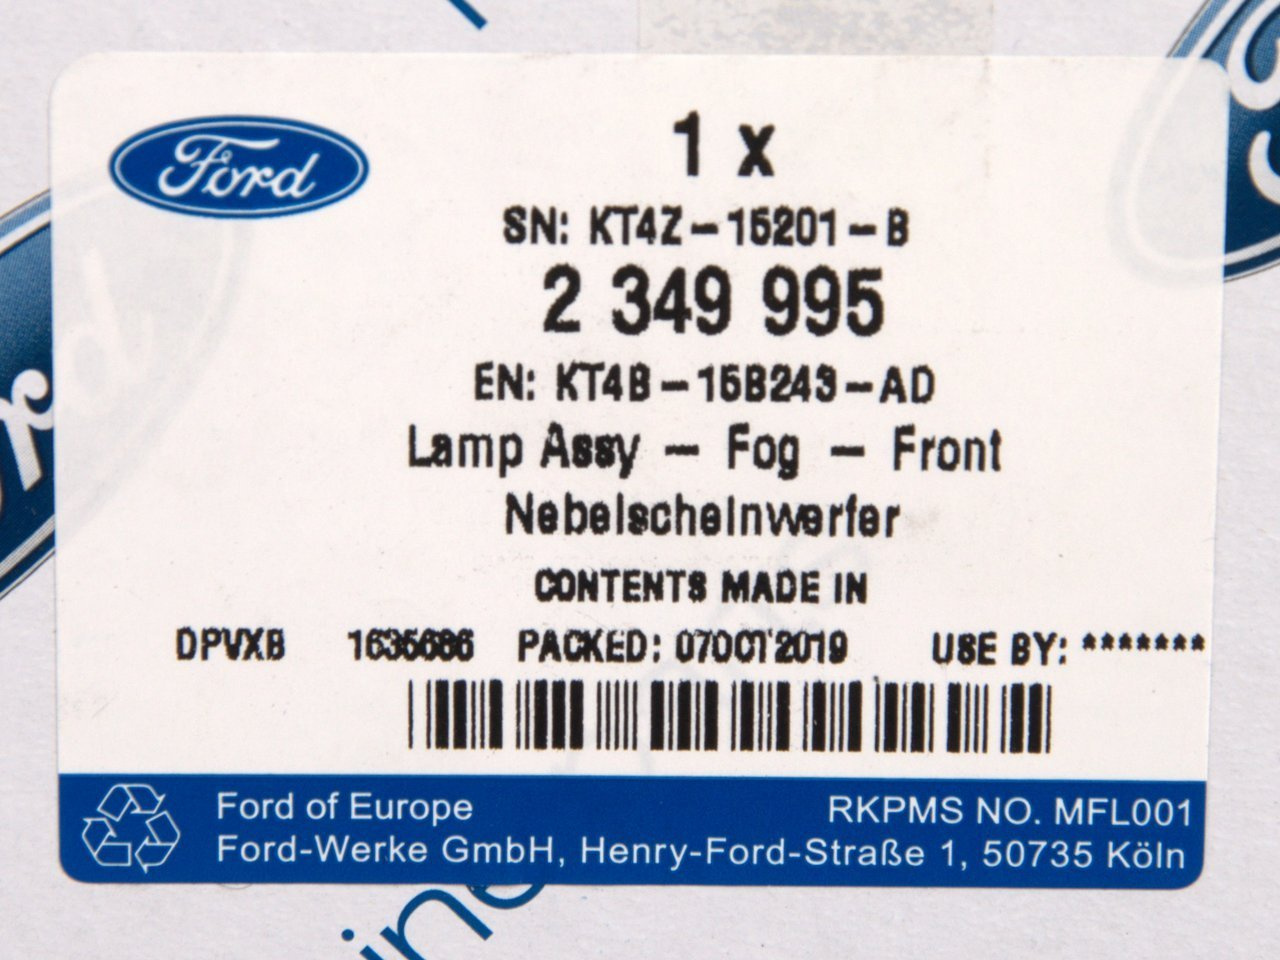 Ford
1 x
SN: KT4Z-15201-B
2 349 995
EN: KT4B-15B243-AD
Lamp Assy - Fog - Front
Nebelscheinwerfer
CONTENTS MADE IN
DPVXB 1635686 PACKED: 07OCT2019 USE BY: *******
Ford of Europe RKPMS NO. MFL001
Ford-Werke GmbH, Henry-Ford-Straße 1, 50735 Köln